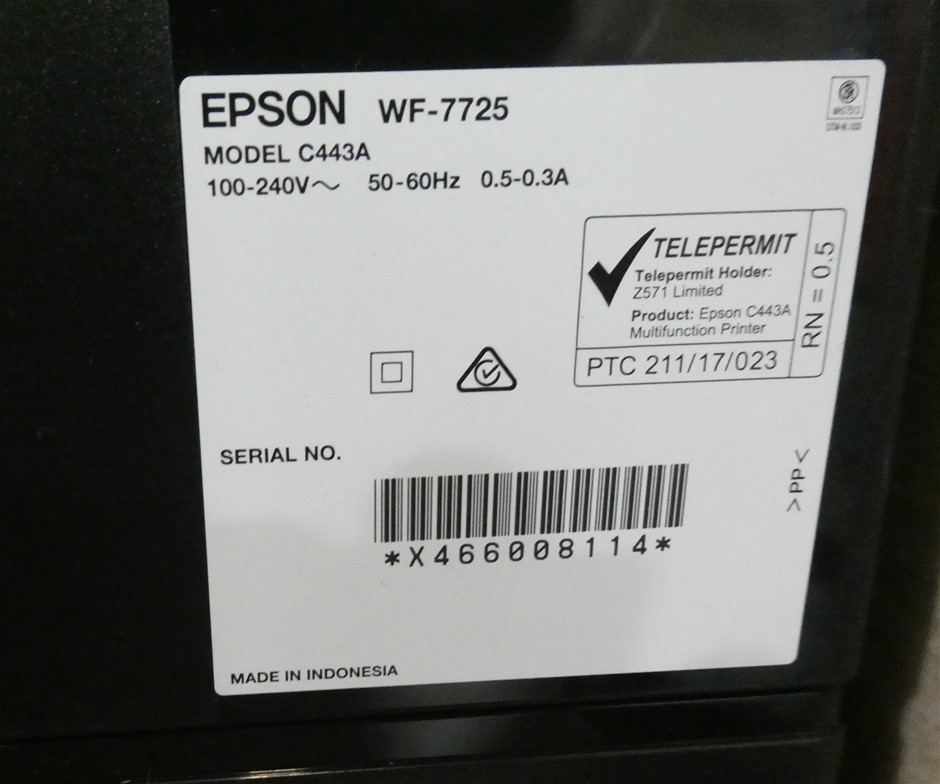 EPSON WF-7725
MODEL C443A
100-240V~ 50-60Hz 0.5-0.3A
TELEPERMIT
Telepermit Holder:
Z571 Limited
Product: Epson C443A
Multifunction Printer
PTC 211/17/023
RN = 0.5
SERIAL NO.
*X466008114*
>PP<
MADE IN INDONESIA